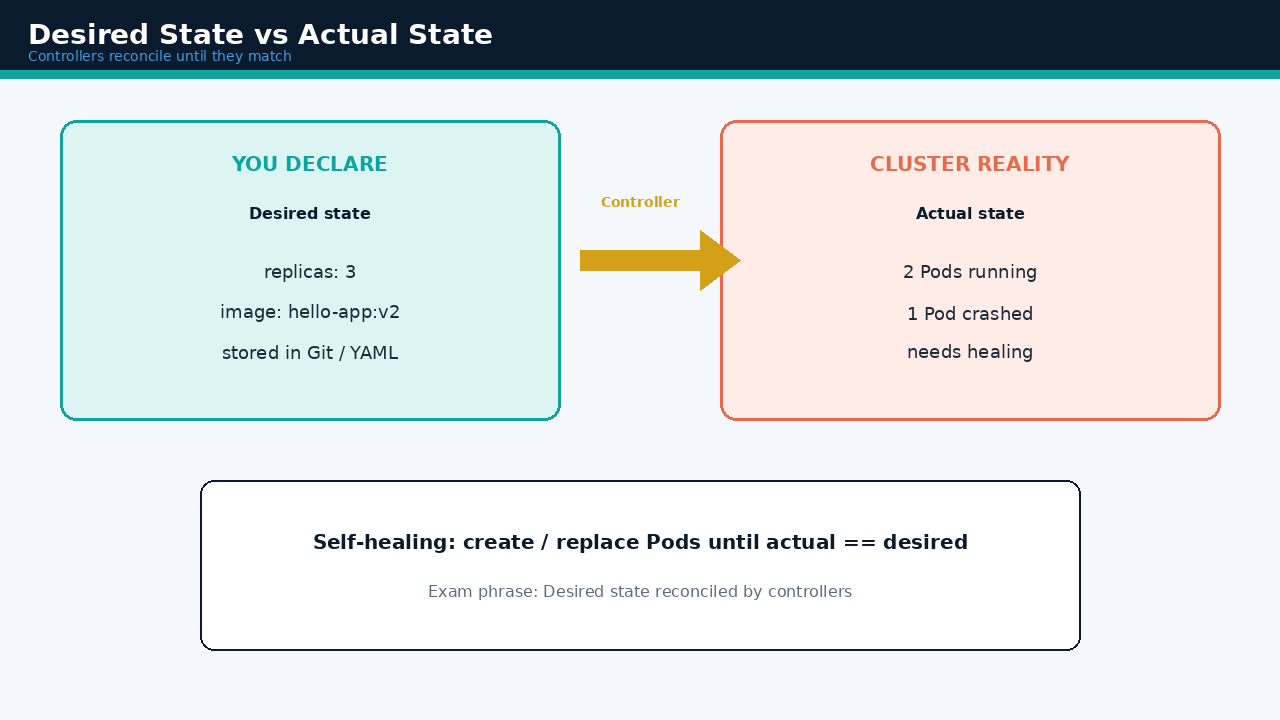 Desired State vs Actual State
Controllers reconcile until they match
YOU DECLARE
Desired state
replicas: 3
image: hello-app:v2
stored in Git / YAML
Controller
CLUSTER REALITY
Actual state
2 Pods running
1 Pod crashed
needs healing
Self-healing: create / replace Pods until actual == desired
Exam phrase: Desired state reconciled by controllers